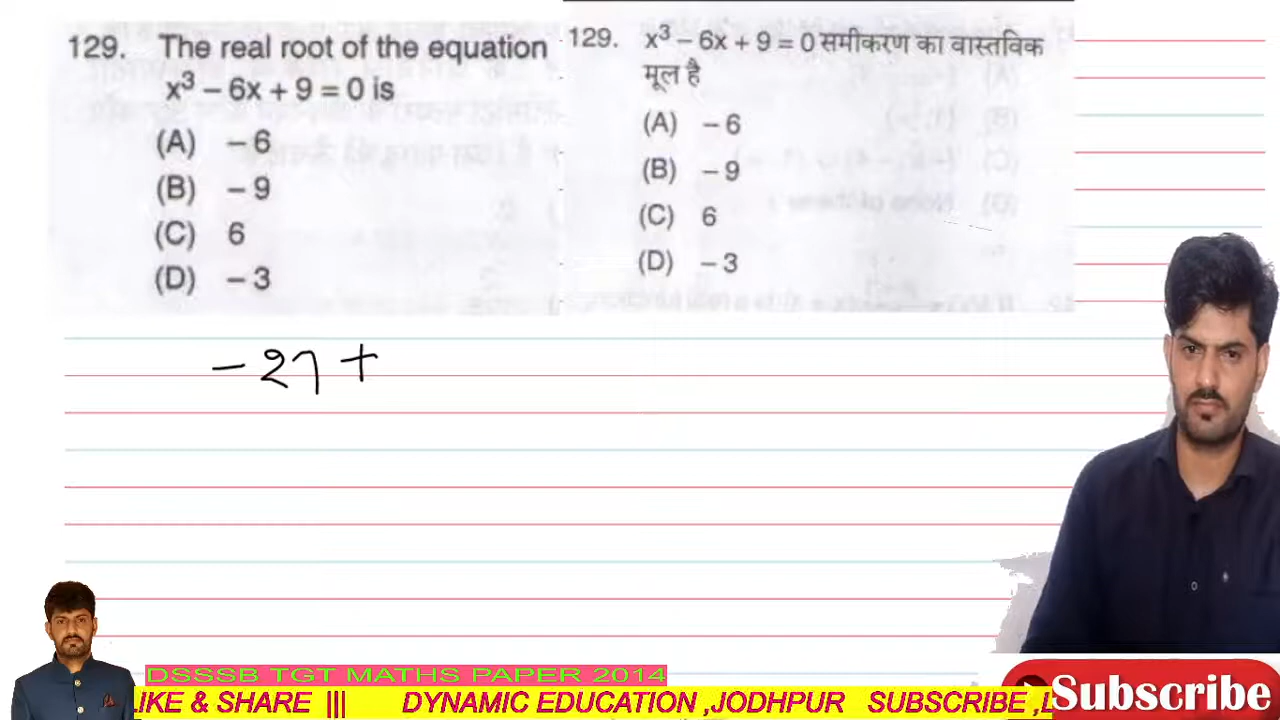 129. The real root of the equation
x³ – 6x + 9 = 0 is
(A) – 6
(B) – 9
(C) 6
(D) – 3
129. x³ – 6x + 9 = 0 समीकरण का वास्तविक
मूल है
(A) – 6
(B) – 9
(C) 6
(D) – 3
– 27 +
DSSSB TGT MATHS PAPER 2014
LIKE & SHARE ||| DYNAMIC EDUCATION ,JODHPUR SUBSCRIBE ,L
Subscribe